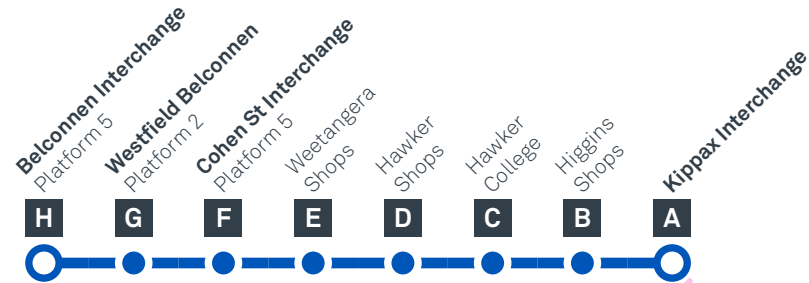 Belconnen Interchange
Platform 5
Westfield Belconnen
Platform 2
Cohen St Interchange
Platform 5
Weetangera
Shops
Hawker
Shops
Hawker
College
Higgins
Shops
Kippax Interchange
H
G
F
E
D
C
B
A